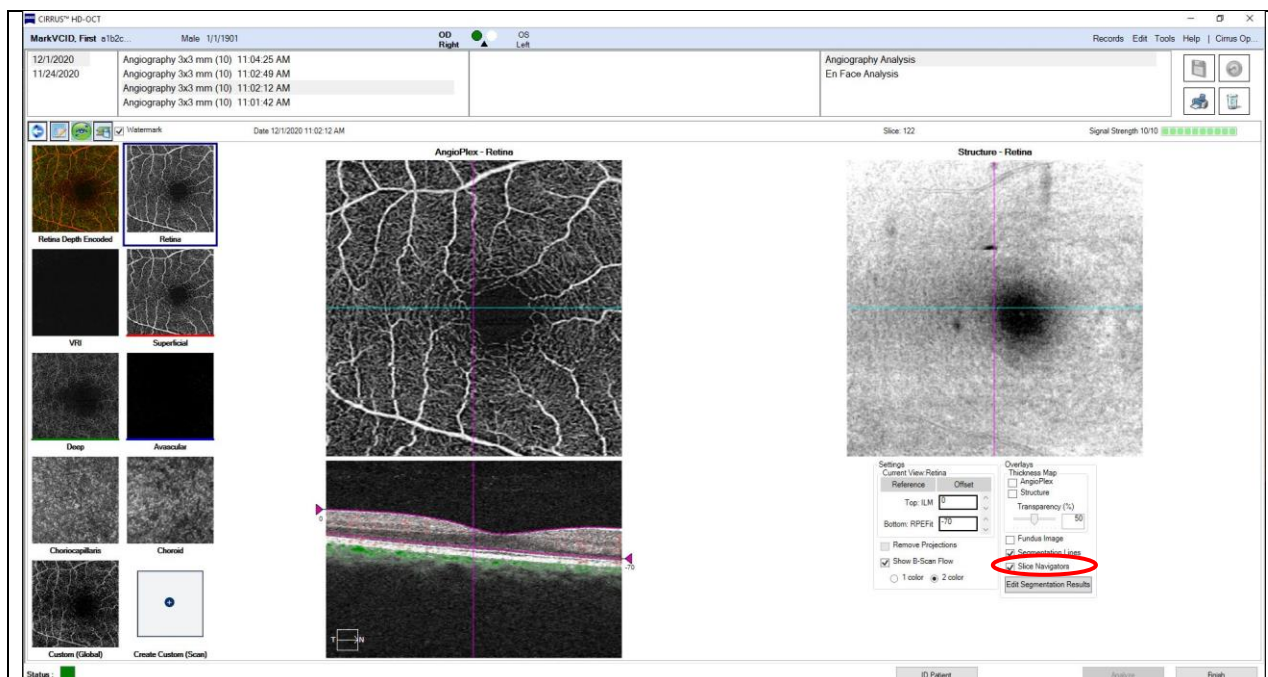 CIRRUS™ HD-OCT
MarkVCID, First a1b2c... Male 1/1/1901 OD Right OS Left Records Edit Tools Help | Cirrus Op...
12/1/2020
11/24/2020
Angiography 3x3 mm (10) 11:04:25 AM
Angiography 3x3 mm (10) 11:02:49 AM
Angiography 3x3 mm (10) 11:02:12 AM
Angiography 3x3 mm (10) 11:01:42 AM
Angiography Analysis
En Face Analysis
Watermark Date 12/1/2020 11:02:12 AM Slice: 122 Signal Strength 10/10
AngioPlex - Retina
Structure - Retina
Retina Depth Encoded Retina
VRI Superficial
Deep Avascular
Choriocapillaris Choroid
Custom (Global) Create Custom (Scan)
0
-70
T N
Settings
Current View:Retina
Reference Offset
Top: ILM 0
Bottom: RPEFit -70
Remove Projections
Show B-Scan Flow
1 color 2 color
Overlays
Thickness Map
AngioPlex
Structure
Transparency (%)
50
Fundus Image
Segmentation Lines
Slice Navigators
Edit Segmentation Results
Status : ID Patient Analyze Finish